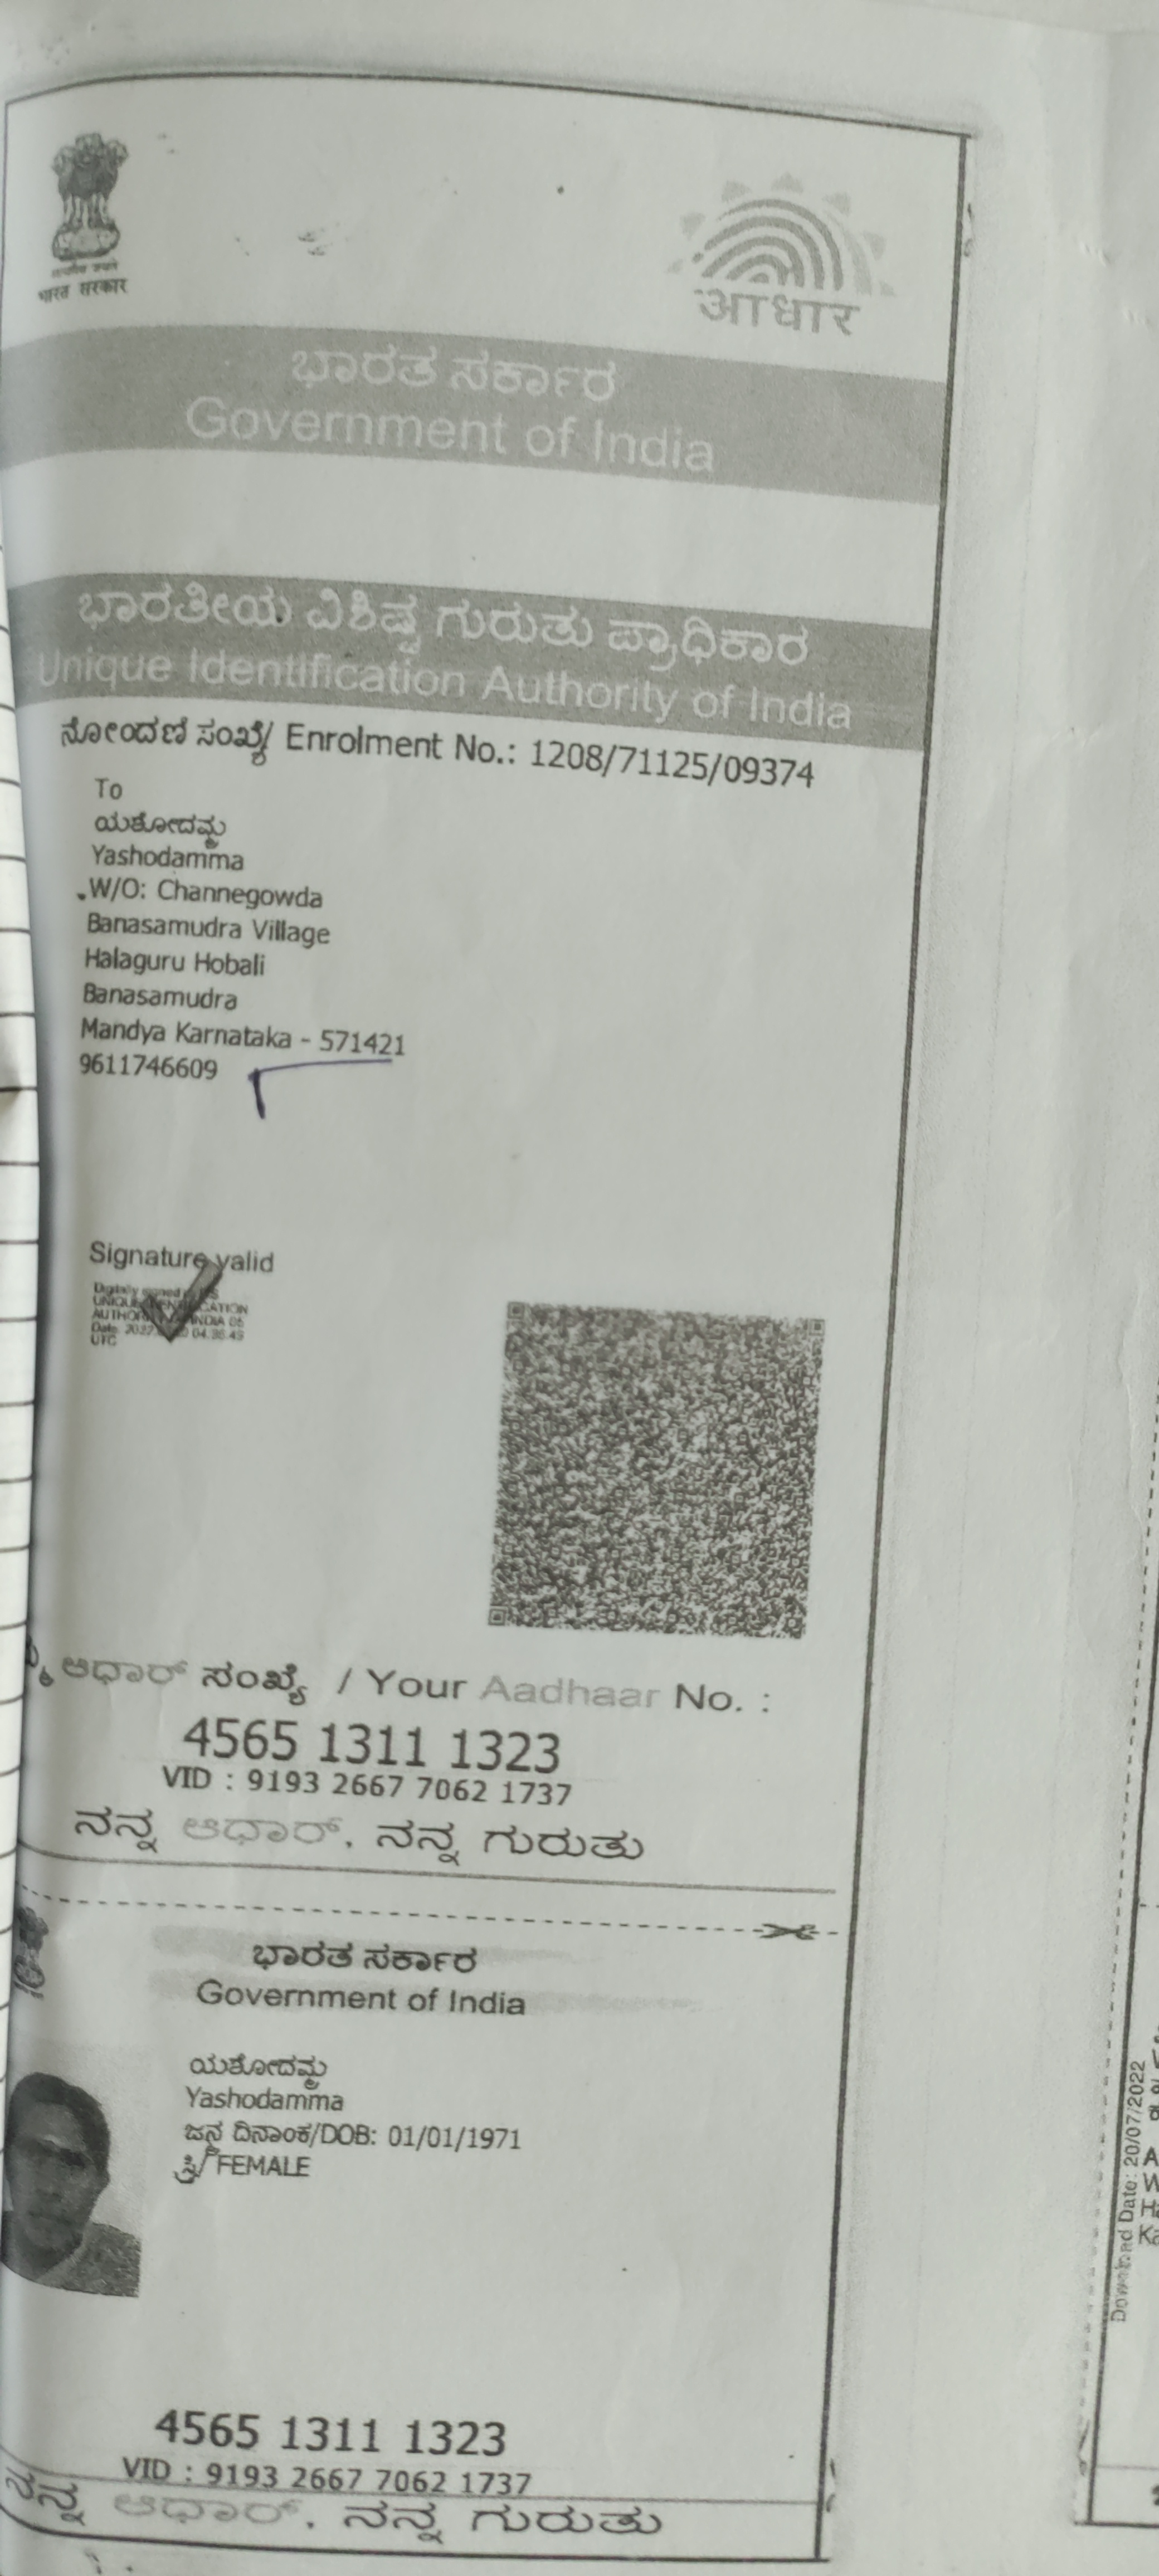 भारत सरकार
आधार
ಭಾರತ ಸರ್ಕಾರ
Government of India
ಭಾರತೀಯ ವಿಶಿಷ್ಟ ಗುರುತು ಪ್ರಾಧಿಕಾರ
Unique Identification Authority of India
ನೋಂದಣಿ ಸಂಖ್ಯೆ/ Enrolment No.: 1208/71125/09374
To
ಯಶೋದಮ್ಮ
Yashodamma
W/O: Channegowda
Banasamudra Village
Halaguru Hobali
Banasamudra
Mandya Karnataka - 571421
9611746609
Signature valid
Digitally signed
UTC
ಆಧಾರ್ ಸಂಖ್ಯೆ / Your Aadhaar No. :
4565 1311 1323
VID : 9193 2667 7062 1737
ನನ್ನ ಆಧಾರ್, ನನ್ನ ಗುರುತು
ಭಾರತ ಸರ್ಕಾರ
Government of India
ಯಶೋದಮ್ಮ
Yashodamma
ಜನ್ಮ ದಿನಾಂಕ/DOB: 01/01/1971
ಸ್ತ್ರೀ/ FEMALE
4565 1311 1323
VID : 9193 2667 7062 1737
ನನ್ನ ಆಧಾರ್, ನನ್ನ ಗುರುತು
Download Date: 20/07/2022